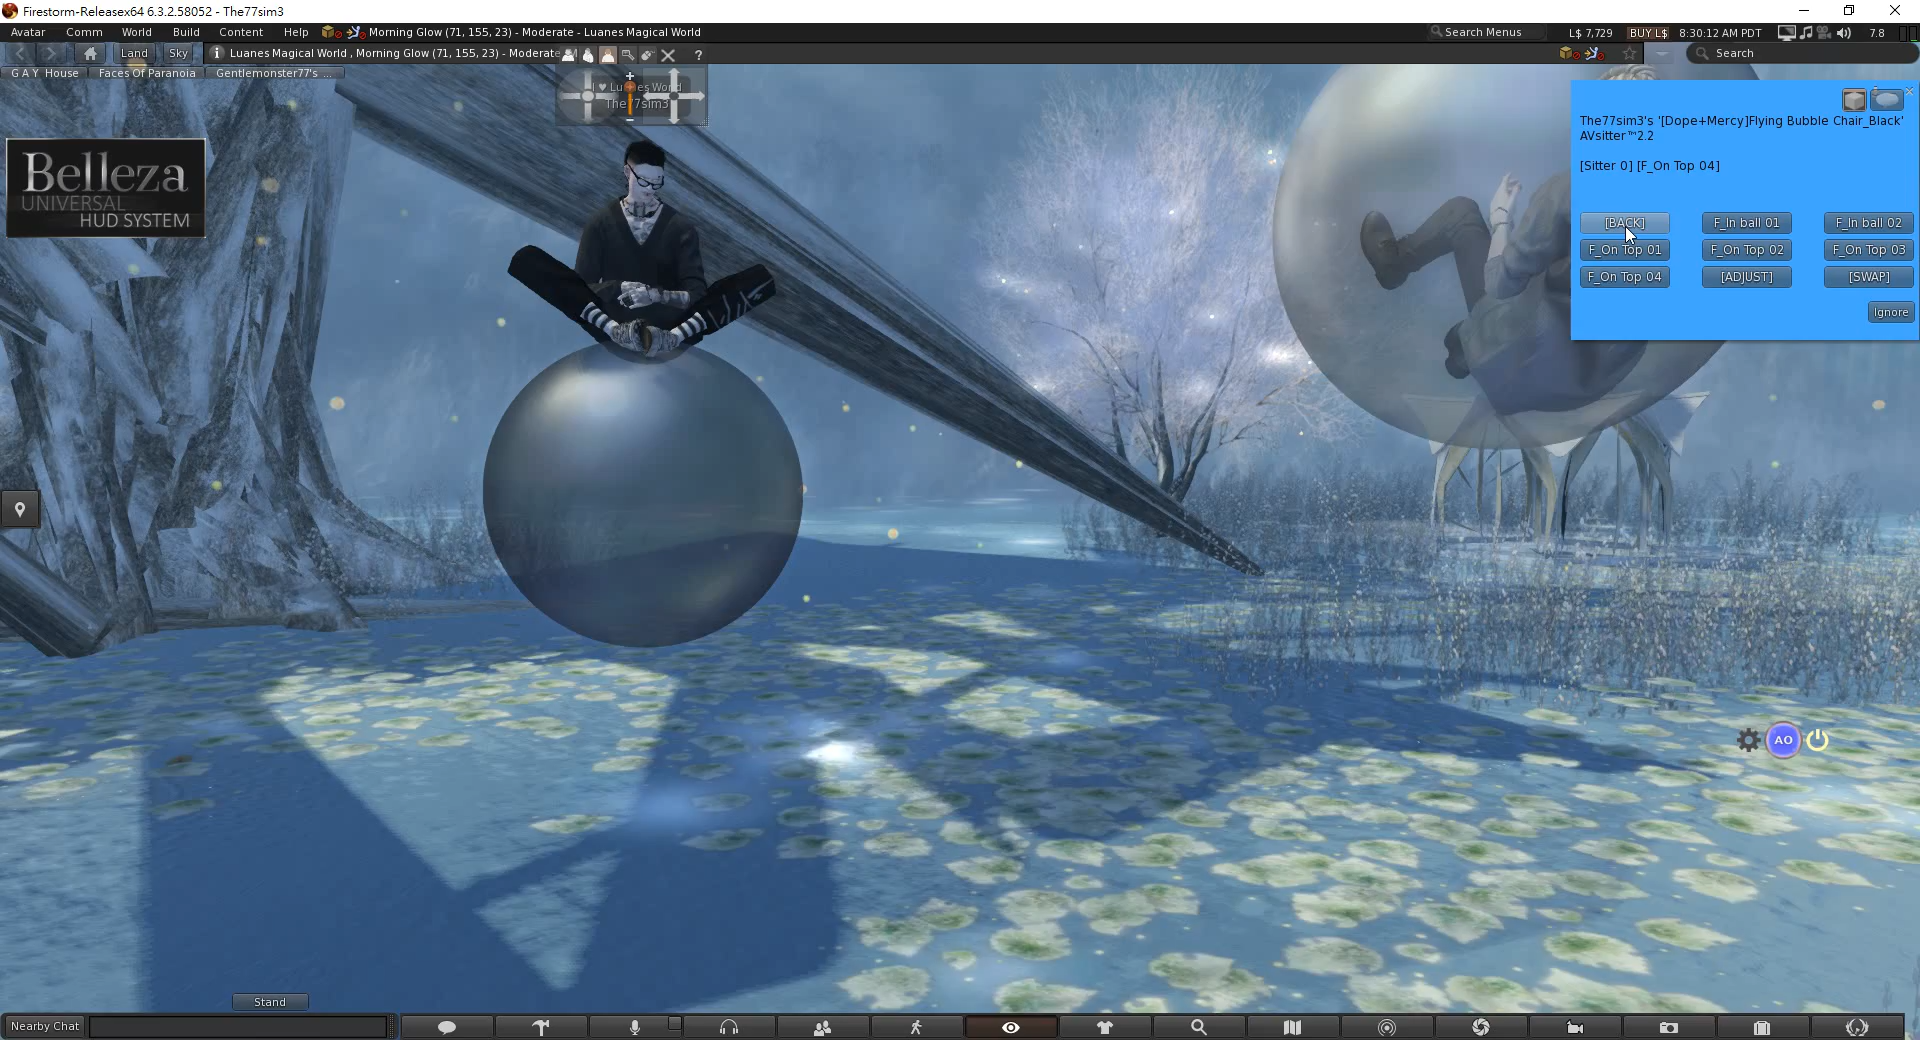 Firestorm-Releasex64 6.3.2.58052 - The77sim3
Avatar Comm World Build Content Help Morning Glow (71, 155, 23) - Moderate - Luanes Magical World Search Menus L$ 7,729 BUY L$ 8:30:12 AM PDT 7.8
Land Sky Luanes Magical World , Morning Glow (71, 155, 23) - Moderate ? Search
G A Y House Faces Of Paranoia Gentlemonster77's ...
The77sim3
Belleza
UNIVERSAL
HUD SYSTEM
The77sim3's '[Dope+Mercy]Flying Bubble Chair_Black'
AVsitter™2.2
[Sitter 0] [F_On Top 04]
[BACK] F_In ball 01 F_In ball 02
F_On Top 01 F_On Top 02 F_On Top 03
F_On Top 04 [ADJUST] [SWAP]
Ignore
AO
Stand
Nearby Chat